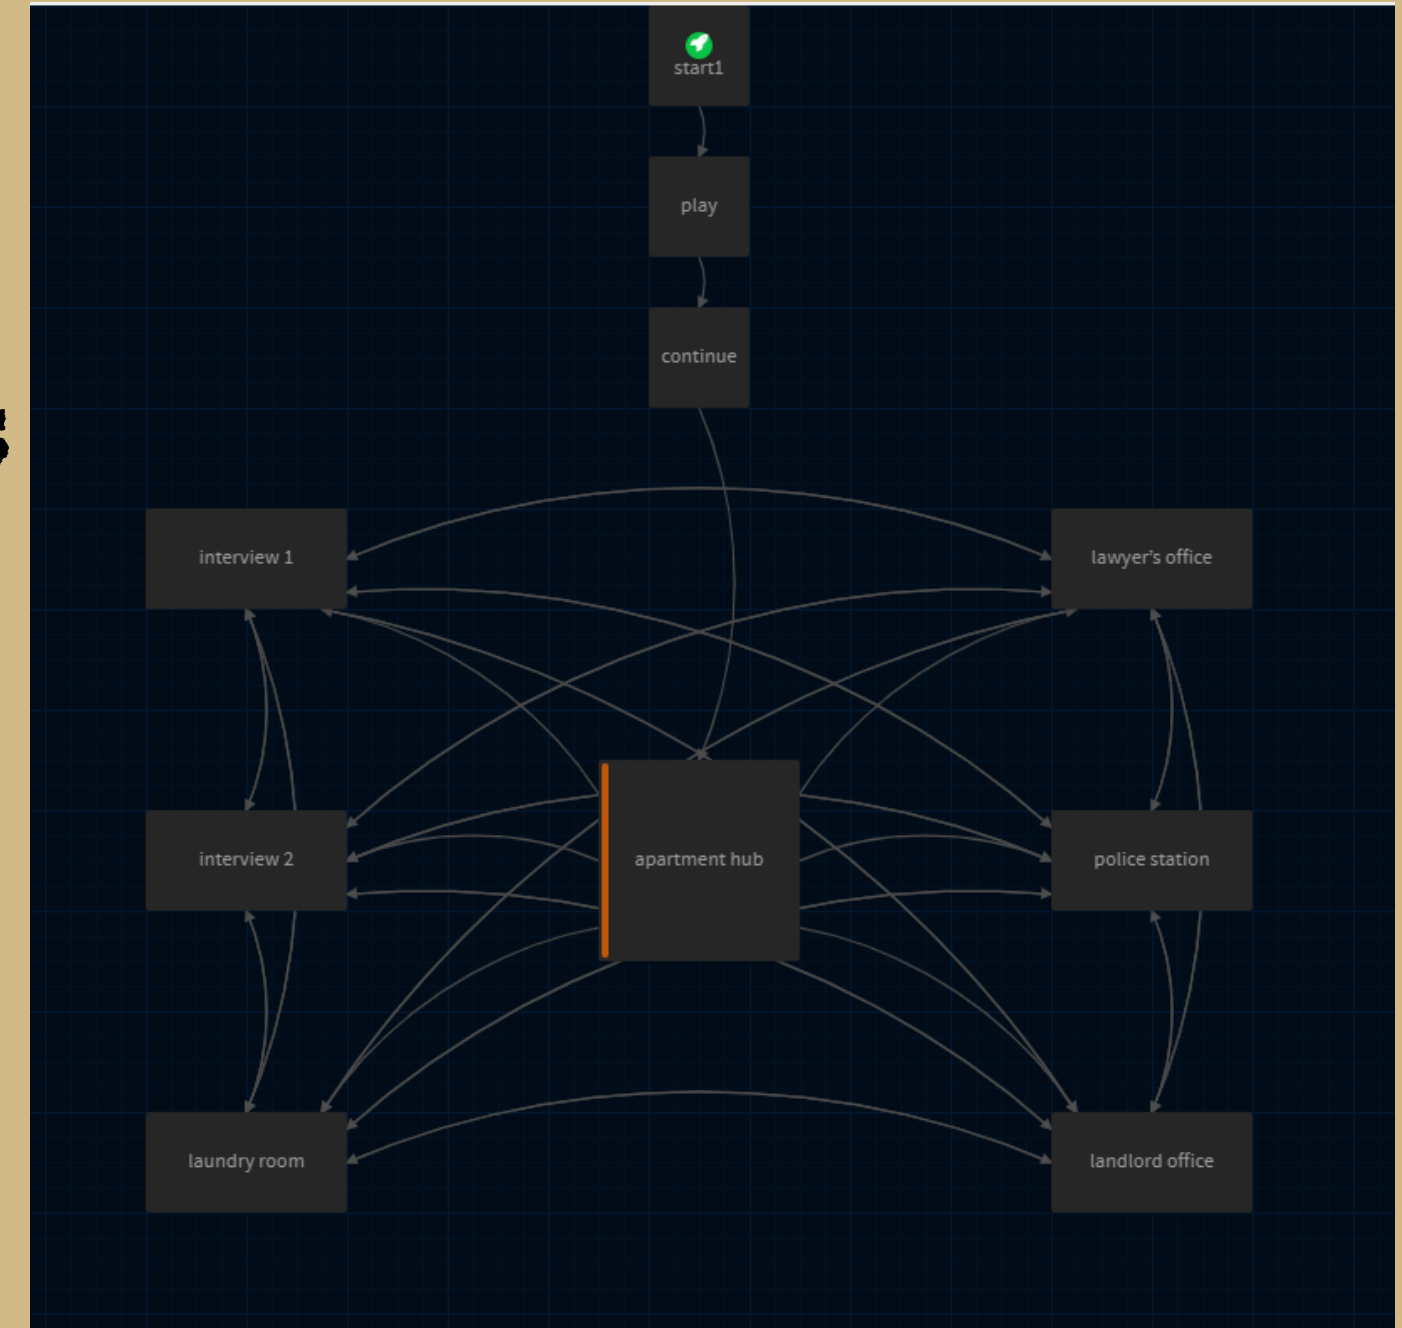 start1
play
continue
interview 1
lawyer's office
interview 2
apartment hub
police station
laundry room
landlord office